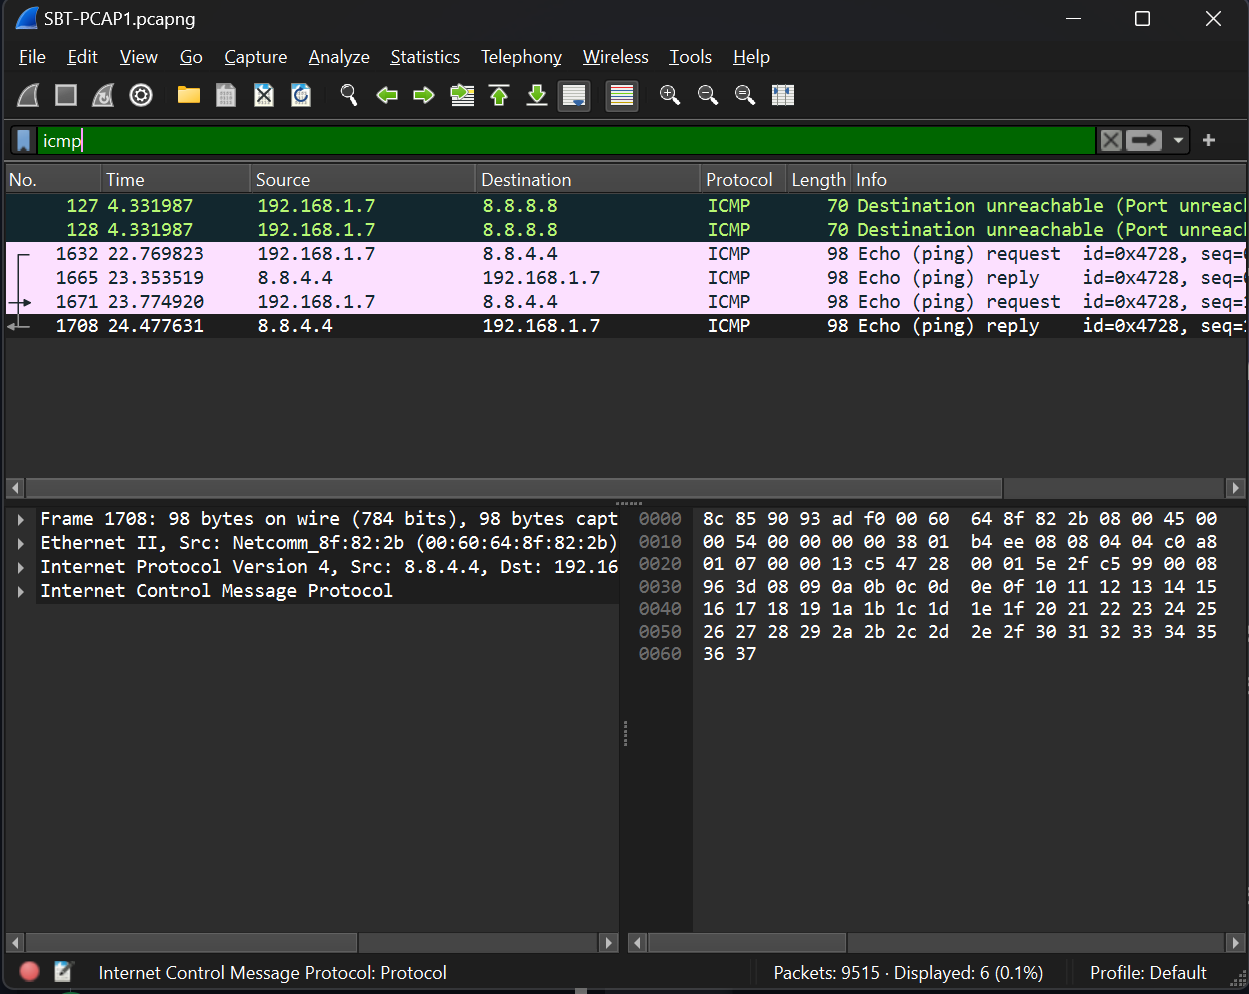 SBT-PCAP1.pcapng
File Edit View Go Capture Analyze Statistics Telephony Wireless Tools Help
icmp
No. Time Source Destination Protocol Length Info
127 4.331987 192.168.1.7 8.8.8.8 ICMP 70 Destination unreachable (Port unreac
128 4.331987 192.168.1.7 8.8.8.8 ICMP 70 Destination unreachable (Port unreac
1632 22.769823 192.168.1.7 8.8.4.4 ICMP 98 Echo (ping) request id=0x4728, seq=
1665 23.353519 8.8.4.4 192.168.1.7 ICMP 98 Echo (ping) reply id=0x4728, seq=
1671 23.774920 192.168.1.7 8.8.4.4 ICMP 98 Echo (ping) request id=0x4728, seq=
1708 24.477631 8.8.4.4 192.168.1.7 ICMP 98 Echo (ping) reply id=0x4728, seq=
Frame 1708: 98 bytes on wire (784 bits), 98 bytes capt
Ethernet II, Src: Netcomm_8f:82:2b (00:60:64:8f:82:2b)
Internet Protocol Version 4, Src: 8.8.4.4, Dst: 192.16
Internet Control Message Protocol
0000 8c 85 90 93 ad f0 00 60 64 8f 82 2b 08 00 45 00
0010 00 54 00 00 00 00 38 01 b4 ee 08 08 04 04 c0 a8
0020 01 07 00 00 13 c5 47 28 00 01 5e 2f c5 99 00 08
0030 96 3d 08 09 0a 0b 0c 0d 0e 0f 10 11 12 13 14 15
0040 16 17 18 19 1a 1b 1c 1d 1e 1f 20 21 22 23 24 25
0050 26 27 28 29 2a 2b 2c 2d 2e 2f 30 31 32 33 34 35
0060 36 37
Internet Control Message Protocol: Protocol
Packets: 9515 · Displayed: 6 (0.1%)
Profile: Default